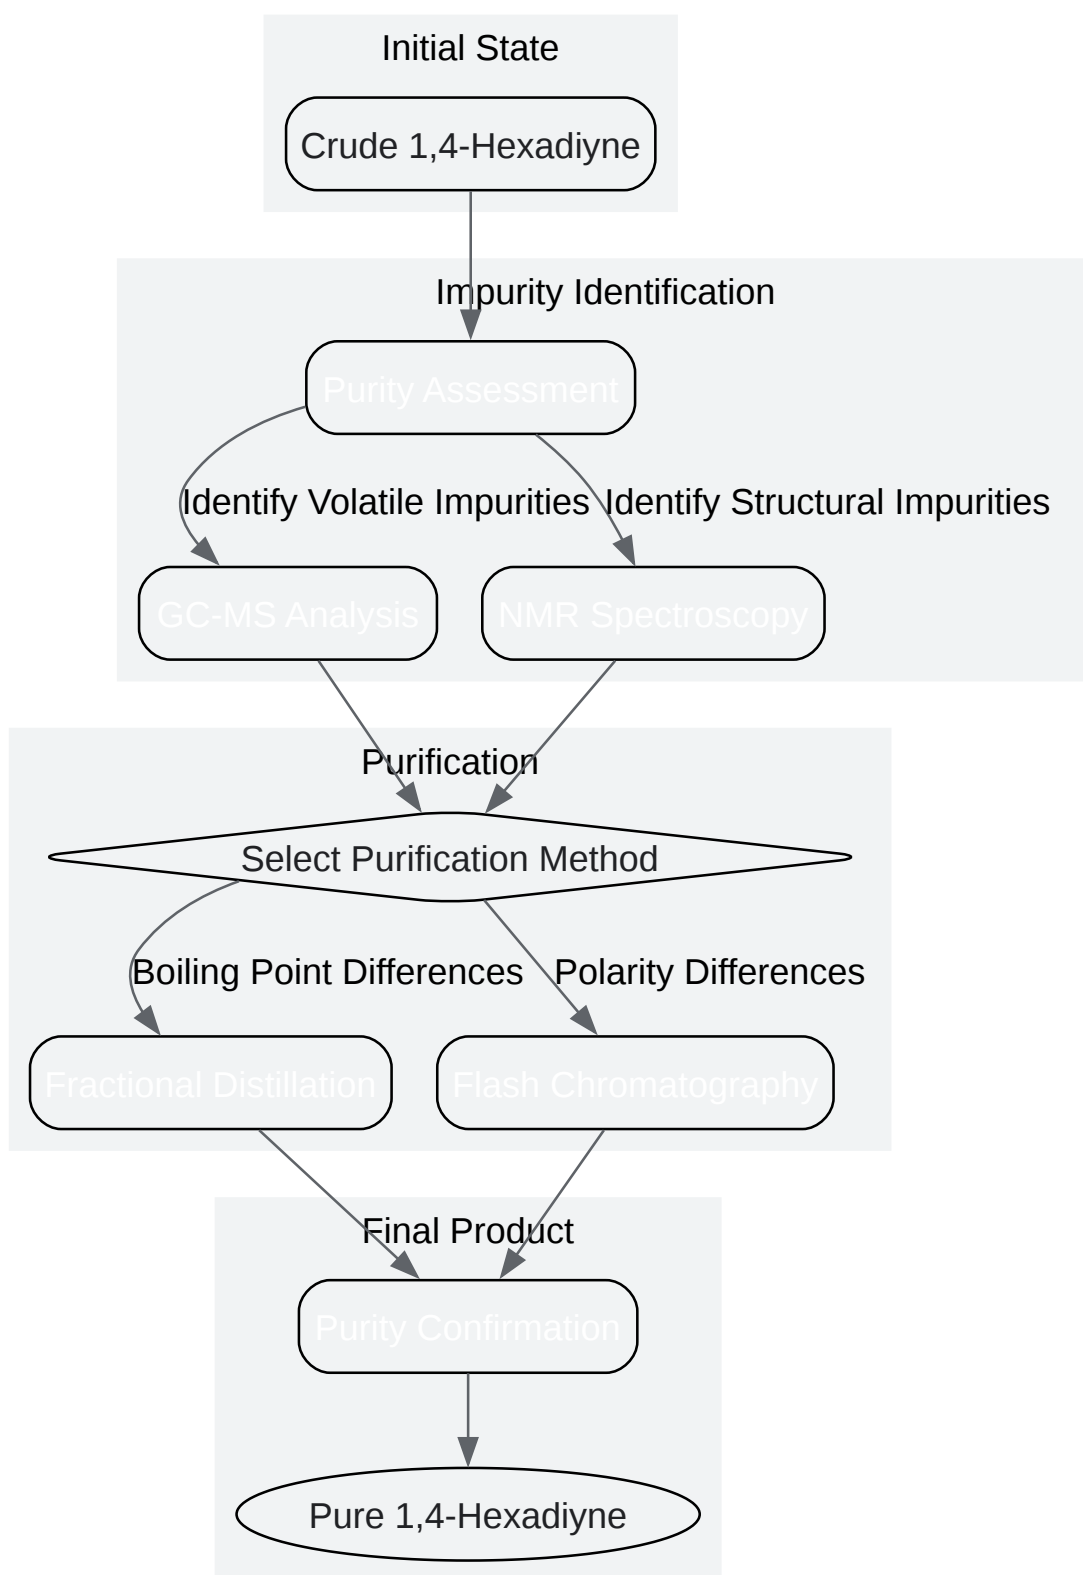 Initial State
Crude 1,4-Hexadiyne
Impurity Identification
Purity Assessment
Identify Volatile Impurities
Identify Structural Impurities
GC-MS Analysis
NMR Spectroscopy
Purification
Select Purification Method
Boiling Point Differences
Polarity Differences
Fractional Distillation
Flash Chromatography
Final Product
Purity Confirmation
Pure 1,4-Hexadiyne